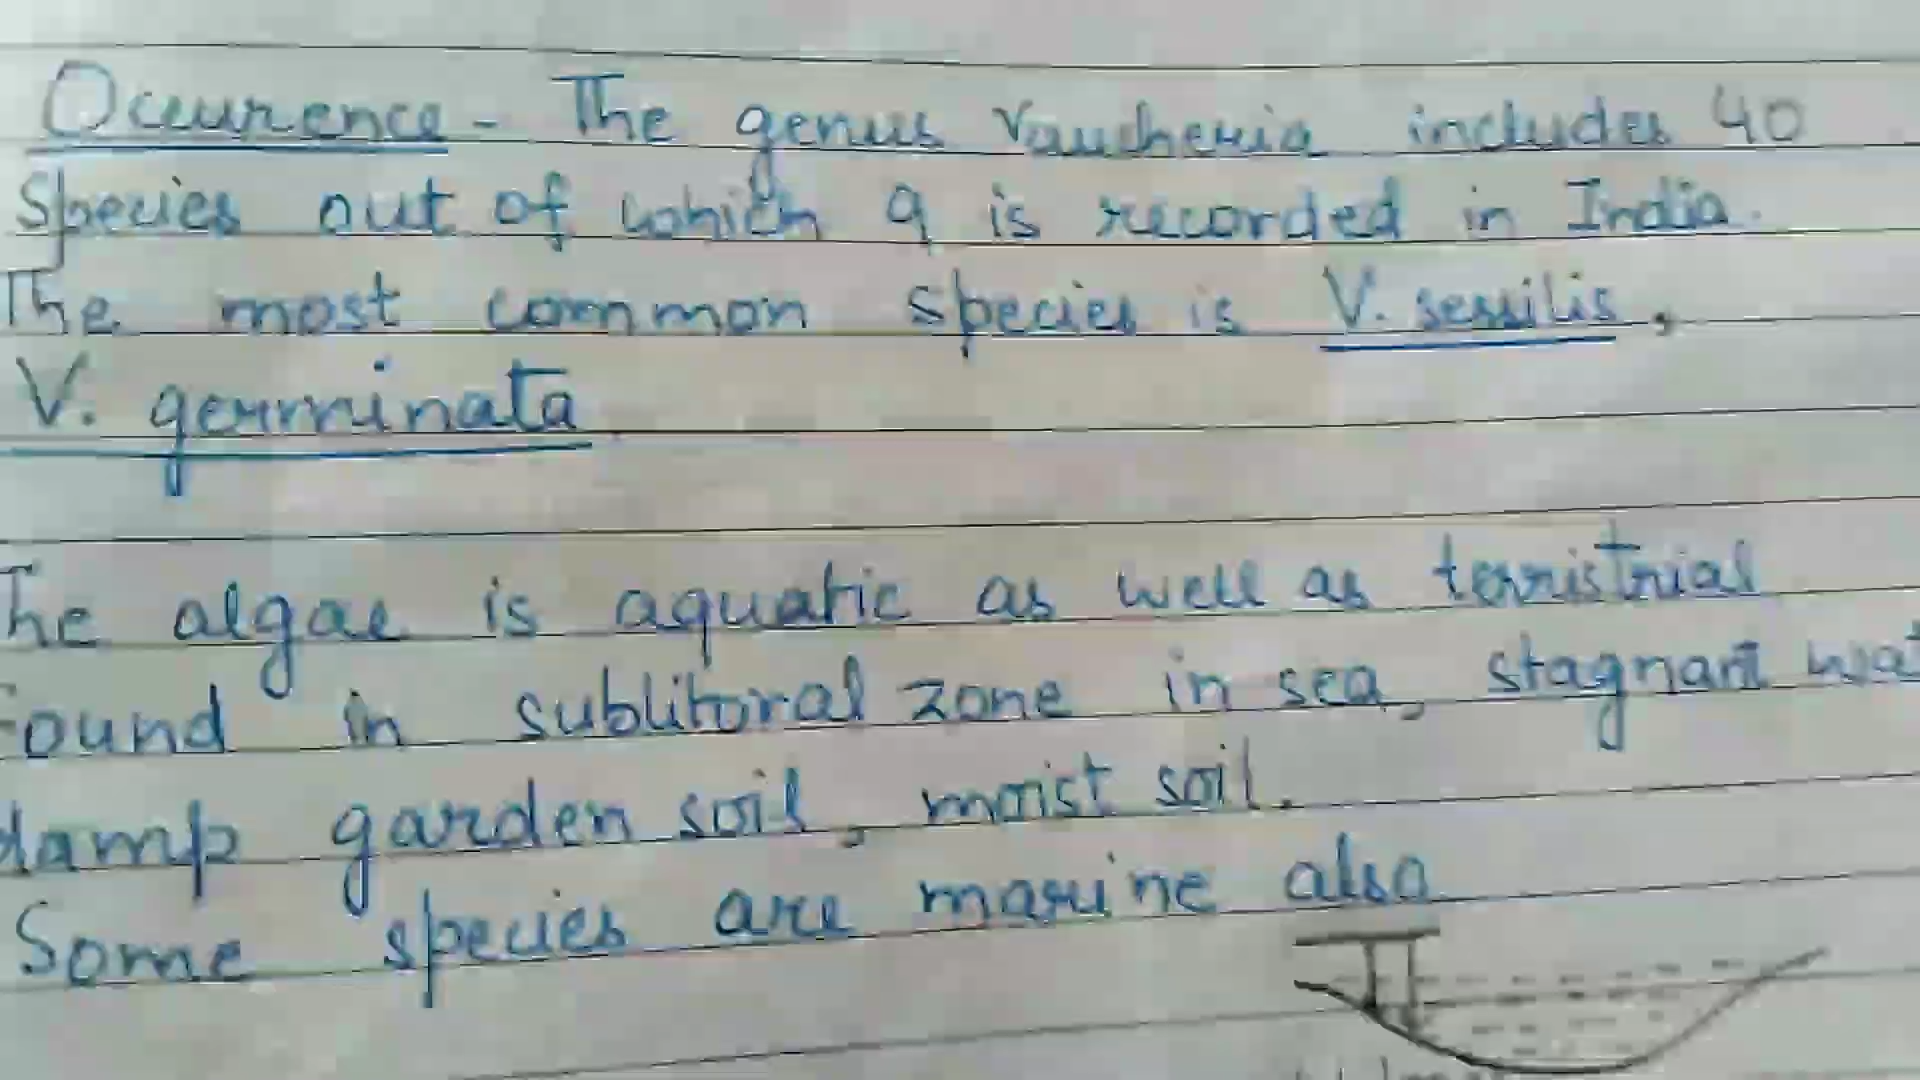 Occurence - The genus Vaucheria includes 40
Species out of which 9 is recorded in India.
The most common species is V. sessilis,
V. germinata
The algae is aquatic as well as terristrial
found in sublitoral zone in sea, stagnant wat
damp garden soil, moist soil.
Some species are marine also